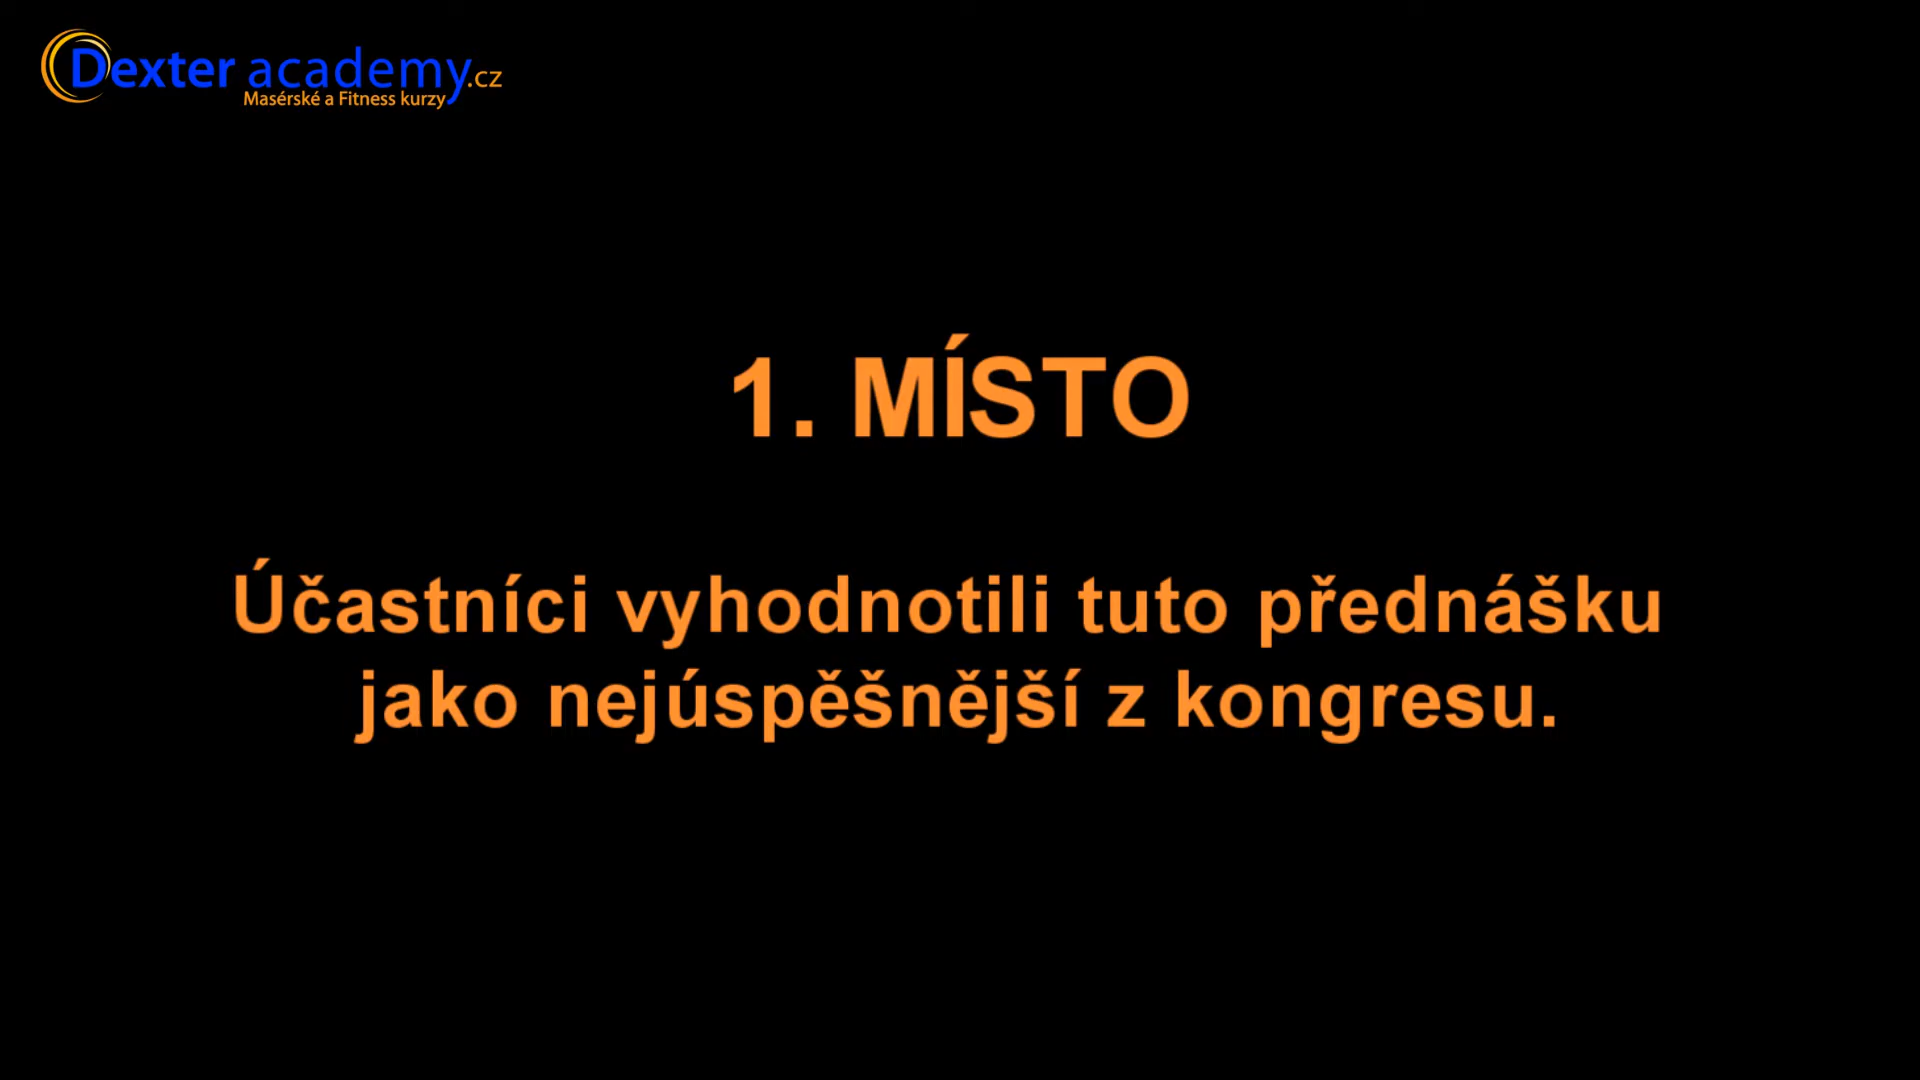 Dexter academy.cz
Masérské a Fitness kurzy
1. MÍSTO
Účastníci vyhodnotili tuto přednášku
jako nejúspěšnější z kongresu.